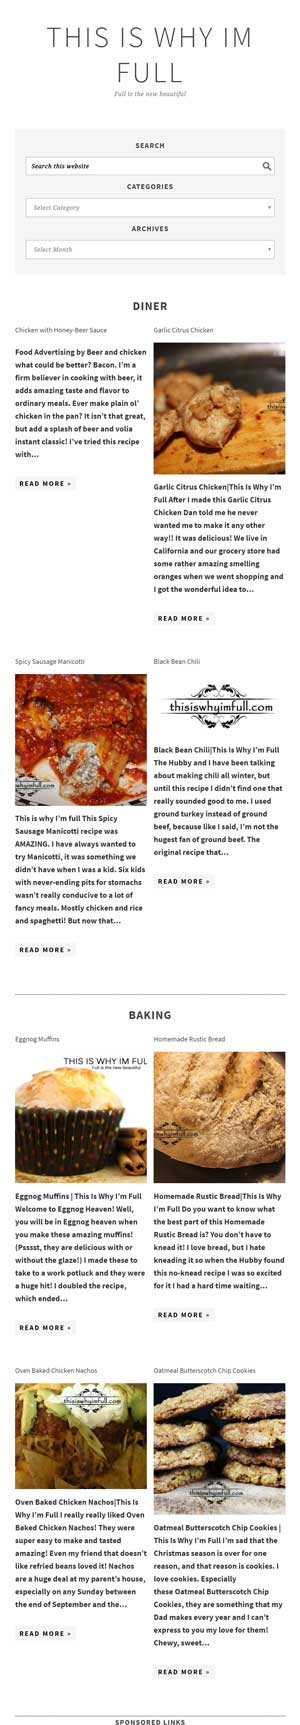 THIS IS WHY IM
FULL
Full is the new beautiful
SEARCH
Search this website
CATEGORIES
Select Category
ARCHIVES
Select Month
DINER
Chicken with Honey-Beer Sauce
Food Advertising by Beer and chicken
what could be better? Bacon. I'm a
firm believer in cooking with beer, it
adds amazing taste and flavor to
ordinary meals. Ever make plain ol'
chicken in the pan? It isn't that great,
but add a splash of beer and volia
instant classic! I've tried this recipe
with…
READ MORE »
Garlic Citrus Chicken
Garlic Citrus Chicken|This Is Why I'm
Full After I made this Garlic Citrus
Chicken Dan told me he never
wanted me to make it any other
way!! It was delicious! We live in
California and our grocery store had
some rather amazing smelling
oranges when we went shopping and
I got the wonderful idea to…
READ MORE »
Spicy Sausage Manicotti
thisiswhyimfull.com
This is why I'm full This Spicy
Sausage Manicotti recipe was
AMAZING. I have always wanted to
try Manicotti, it was something we
didn't have when I was a kid. Six kids
with never-ending pits for stomachs
wasn't really conducive to a lot of
fancy meals. Mostly chicken and rice
and spaghetti! But now that…
READ MORE »
Black Bean Chili
thisiswhyimfull.com
Black Bean Chili|This Is Why I'm Full
The Hubby and I have been talking
about making chili all winter, but
until this recipe I didn't find one that
really sounded good to me. I used
ground turkey instead of ground
beef, because like I said, I'm not the
hugest fan of ground beef. The
original recipe that…
READ MORE »
BAKING
Eggnog Muffins
THIS IS WHY IM FUL
Full is the new beautiful
Eggnog Muffins | This Is Why I'm Full
Welcome to Eggnog Heaven! Well,
you will be in Eggnog heaven when
you make these amazing muffins!
(Psssst, they are delicious with or
without the glaze!) I made these to
take to a work potluck and they were
a huge hit! I doubled the recipe,
which ended…
READ MORE »
Homemade Rustic Bread
Homemade Rustic Bread|This Is Why
I'm Full Do you want to know what
the best part of this Homemade
Rustic Bread is? You don't have to
knead it! I love bread, but I hate
kneading it so when the Hubby found
this no-knead recipe I was so excited
for it I had a hard time waiting…
READ MORE »
Oven Baked Chicken Nachos
thisiswhyimfull.com
Oven Baked Chicken Nachos|This Is
Why I'm Full I really really liked Oven
Baked Chicken Nachos! They were
super easy to make and tasted
amazing! Even my friend that doesn't
like refried beans loved it! Nachos
are a huge deal at my parent's house,
especially on any Sunday between
the end of September and the…
READ MORE »
Oatmeal Butterscotch Chip Cookies
thisiswhyimfull.com
Oatmeal Butterscotch Chip Cookies |
This Is Why I'm Full I'm sad that the
Christmas season is over for one
reason, and that reason is cookies. I
love cookies. Especially
these Oatmeal Butterscotch Chip
Cookies, they are something that my
Dad makes every year and I can't
express to you my love for them!
Chewy, sweet…
READ MORE »
SPONSORED LINKS